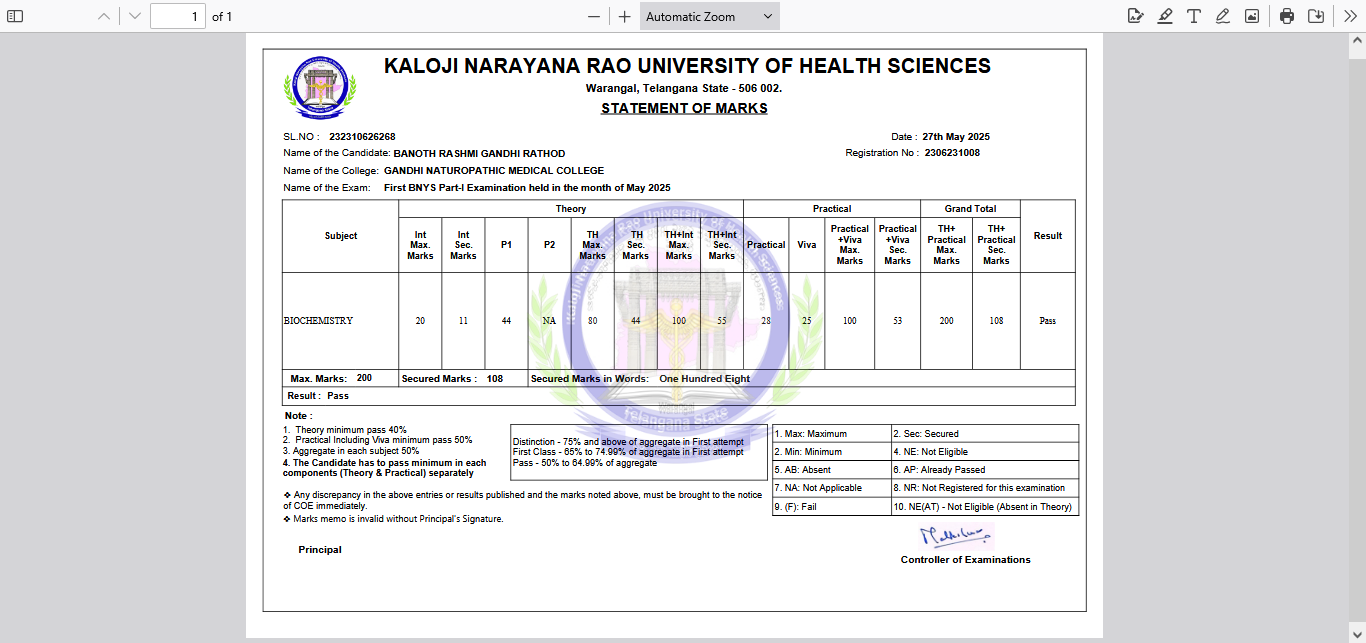 1 of 1
Automatic Zoom
KALOJI NARAYANA RAO UNIVERSITY OF HEALTH SCIENCES
Warangal, Telangana State - 506 002.
STATEMENT OF MARKS
SL.NO : 232310626268
Date : 27th May 2025
Name of the Candidate: BANOTH RASHMI GANDHI RATHOD
Registration No : 2306231008
Name of the College: GANDHI NATUROPATHIC MEDICAL COLLEGE
Name of the Exam: First BNYS Part-I Examination held in the month of May 2025
Subject
Theory
Practical
Grand Total
Result
Int Max. Marks
Int Sec. Marks
P1
P2
TH Max. Marks
TH Sec. Marks
TH+Int Max. Marks
TH+Int Sec. Marks
Practical
Viva
Practical +Viva Max. Marks
Practical +Viva Sec. Marks
TH+ Practical Max. Marks
TH+ Practical Sec. Marks
BIOCHEMISTRY 20 11 44 NA 80 44 100 55 28 25 100 53 200 108 Pass
Max. Marks: 200 Secured Marks : 108 Secured Marks in Words: One Hundred Eight
Result : Pass
Note :
1. Theory minimum pass 40%
2. Practical Including Viva minimum pass 50%
3. Aggregate in each subject 50%
4. The Candidate has to pass minimum in each
components (Theory & Practical) separately
Distinction - 75% and above of aggregate in First attempt
First Class - 65% to 74.99% of aggregate in First attempt
Pass - 50% to 64.99% of aggregate
1. Max: Maximum 2. Sec: Secured
2. Min: Minimum 4. NE: Not Eligible
5. AB: Absent 6. AP: Already Passed
7. NA: Not Applicable 8. NR: Not Registered for this examination
9. (F): Fail 10. NE(AT) - Not Eligible (Absent in Theory)
❖ Any discrepancy in the above entries or results published and the marks noted above, must be brought to the notice
of COE immediately.
❖ Marks memo is invalid without Principal's Signature.
Principal
Controller of Examinations
Kaloji Narayana Rao University of Health Sciences
Warangal
Telangana State